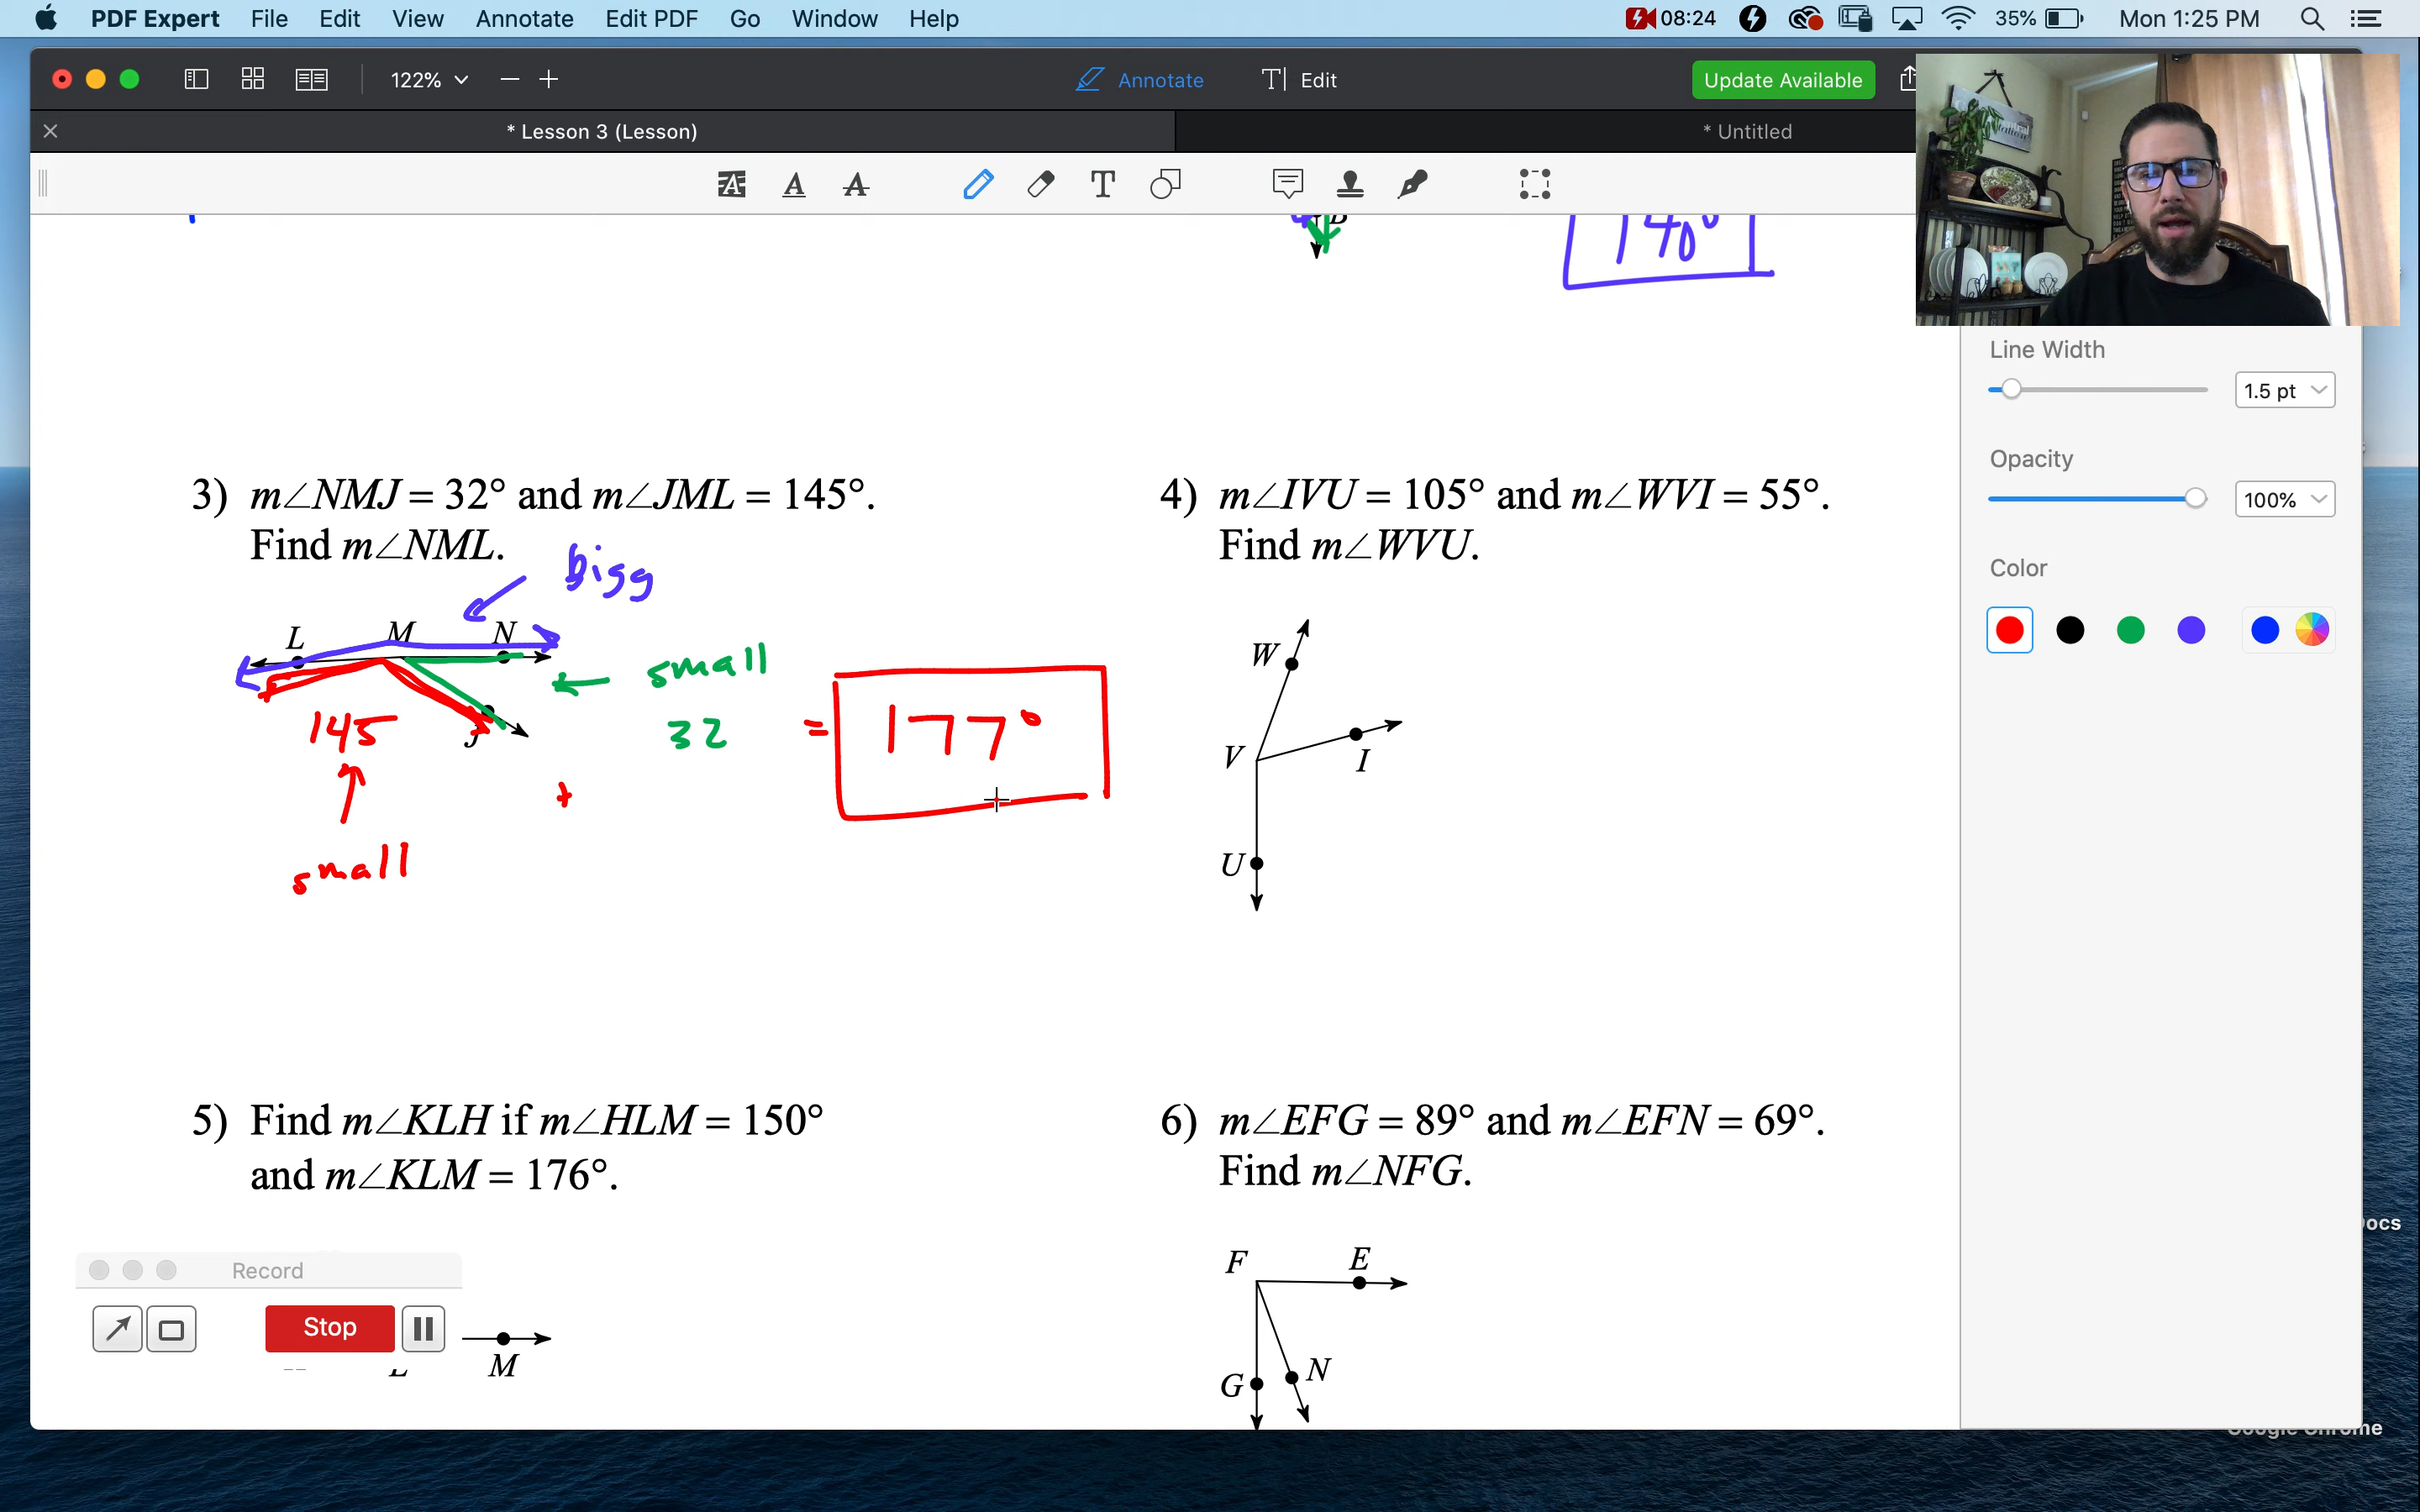 PDF Expert File Edit View Annotate Edit PDF Go Window Help 08:24 35% Mon 1:25 PM
122% Annotate T Edit Update Available
* Lesson 3 (Lesson) * Untitled
A A A T
140°
Line Width
1.5 pt
Opacity
100%
Color
3) m∠NMJ = 32° and m∠JML = 145°.
Find m∠NML.
bigg
L M N
small
145 J 32 = 177°
+
small
4) m∠IVU = 105° and m∠WVI = 55°.
Find m∠WVU.
W
V I
U
5) Find m∠KLH if m∠HLM = 150°
and m∠KLM = 176°.
Record
Stop
M
6) m∠EFG = 89° and m∠EFN = 69°.
Find m∠NFG.
F E
G N
ocs
Google Chrome